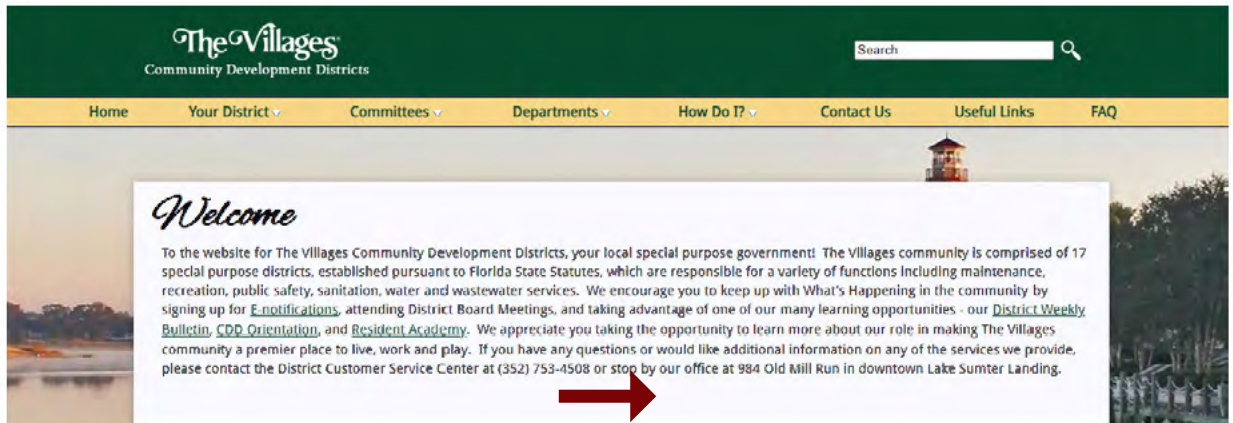 The Villages
Community Development Districts
Search
Home Your District Committees Departments How Do I? Contact Us Useful Links FAQ
Welcome
To the website for The Villages Community Development Districts, your local special purpose government! The Villages community is comprised of 17
special purpose districts, established pursuant to Florida State Statutes, which are responsible for a variety of functions including maintenance,
recreation, public safety, sanitation, water and wastewater services. We encourage you to keep up with What's Happening in the community by
signing up for E-notifications, attending District Board Meetings, and taking advantage of one of our many learning opportunities - our District Weekly
Bulletin, CDD Orientation, and Resident Academy. We appreciate you taking the opportunity to learn more about our role in making The Villages
community a premier place to live, work and play. If you have any questions or would like additional information on any of the services we provide,
please contact the District Customer Service Center at (352) 753-4508 or stop by our office at 984 Old Mill Run in downtown Lake Sumter Landing.